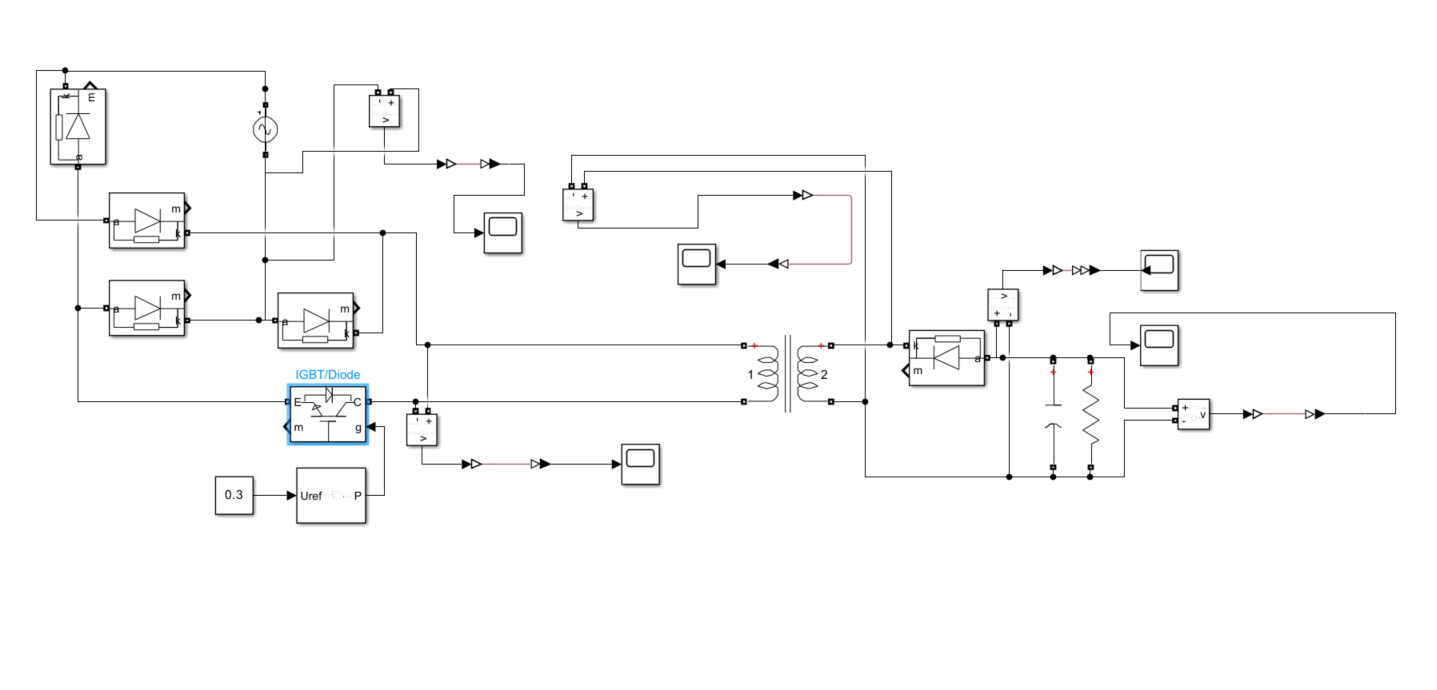 k
m
a
- +
v
m
a
k
- +
v
m
a
k
m
a
k
v
+ -
+ +
1 2
k
a
m
IGBT/Diode
E C
m g
- +
v
+
-
v
+ +
0.3
Uref P